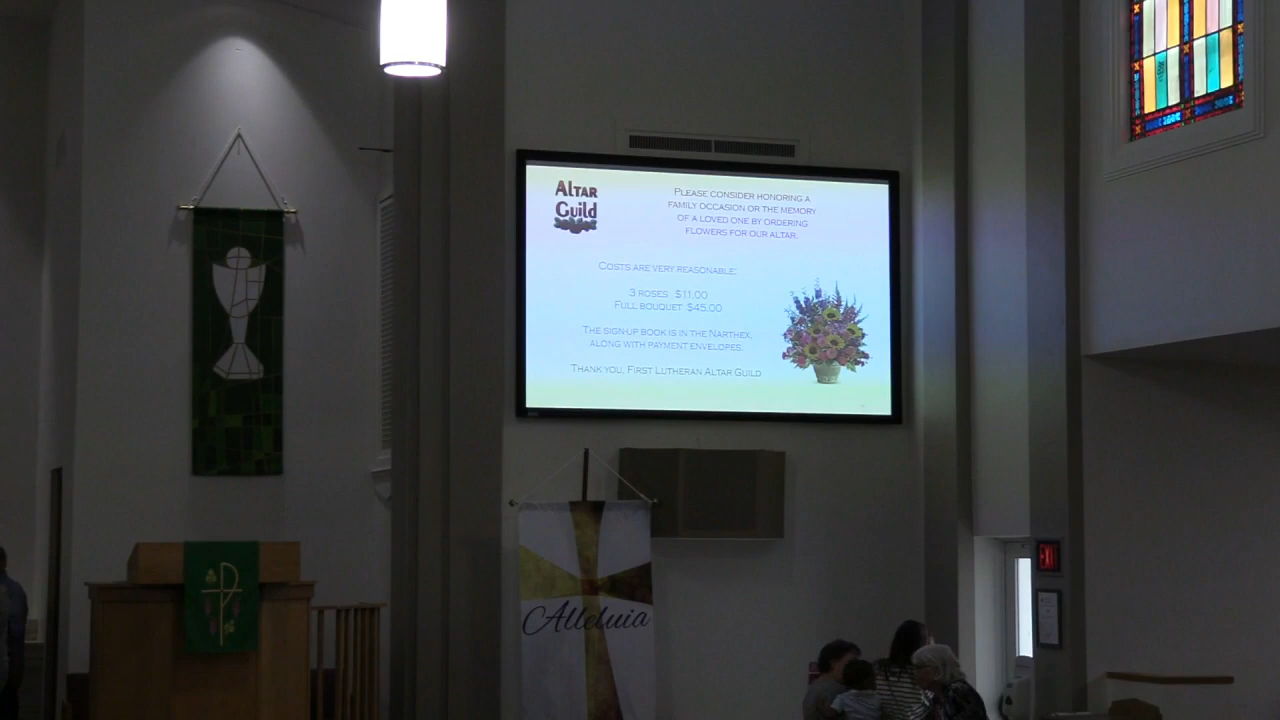 Altar
Guild
Please consider honoring a
family occasion or the memory
of a loved one by ordering
flowers for our altar.
Costs are very reasonable:
3 roses $11.00
Full bouquet $45.00
The sign-up book is in the Narthex,
along with payment envelopes.
Thank you, First Lutheran Altar Guild
Alleluia